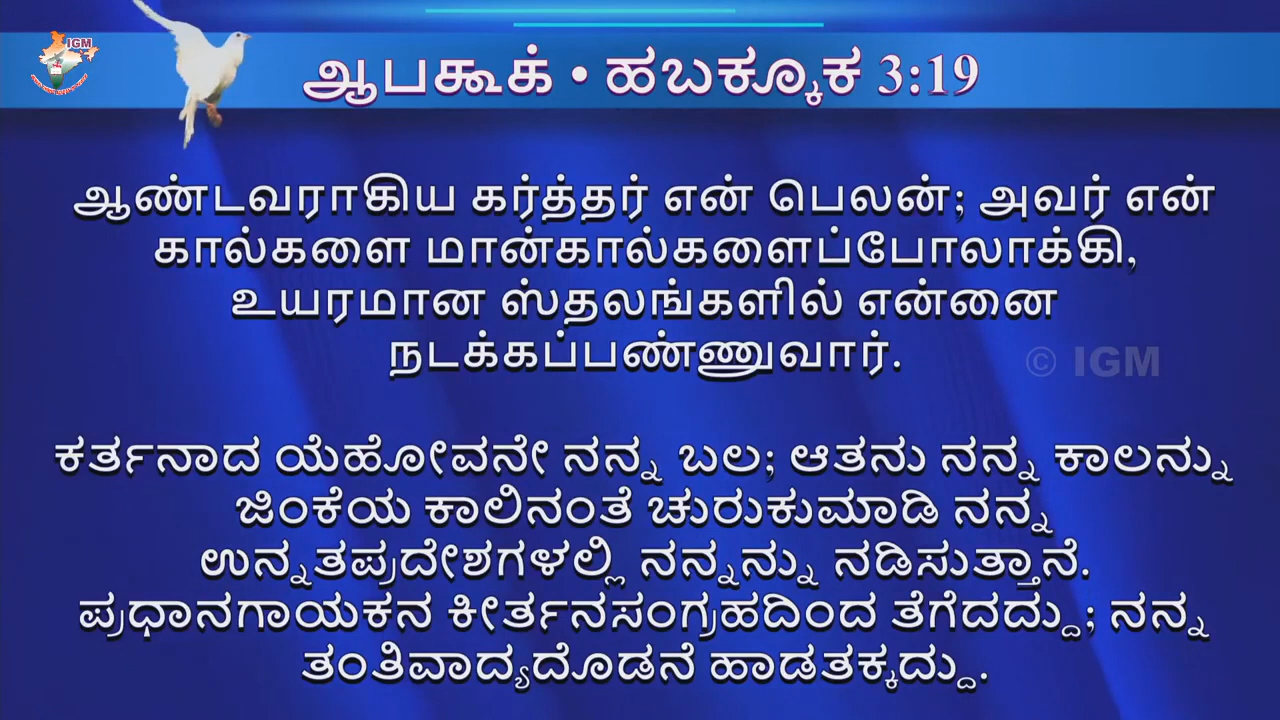 IGM
ஆபகூக் • ಹಬಕ್ಕೂಕ 3:19
ஆண்டவராகிய கர்த்தர் என் பெலன்; அவர் என்
கால்களை மான்கால்களைப்போலாக்கி,
உயரமான ஸ்தலங்களில் என்னை
நடக்கப்பண்ணுவார்.
© IGM
ಕರ್ತನಾದ ಯೆಹೋವನೇ ನನ್ನ ಬಲ; ಆತನು ನನ್ನ ಕಾಲನ್ನು
ಜಿಂಕೆಯ ಕಾಲಿನಂತೆ ಚುರುಕುಮಾಡಿ ನನ್ನ
ಉನ್ನತಪ್ರದೇಶಗಳಲ್ಲಿ ನನ್ನನ್ನು ನಡಿಸುತ್ತಾನೆ.
ಪ್ರಧಾನಗಾಯಕನ ಕೀರ್ತನಸಂಗ್ರಹದಿಂದ ತೆಗೆದದ್ದು; ನನ್ನ
ತಂತಿವಾದ್ಯದೊಡನೆ ಹಾಡತಕ್ಕದ್ದು.